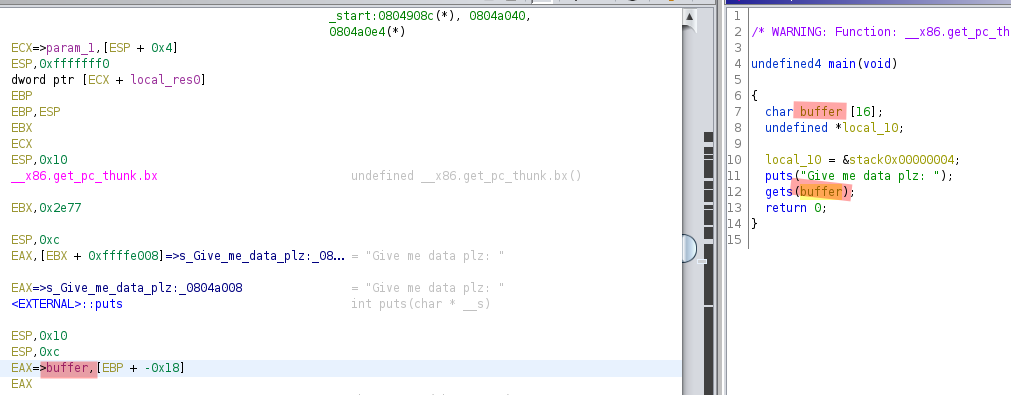 _start:0804908c(*), 0804a040,
0804a0e4(*)
ECX=>param_1,[ESP + 0x4]
ESP,0xfffffff0
dword ptr [ECX + local_res0]
EBP
EBP,ESP
EBX
ECX
ESP,0x10
__x86.get_pc_thunk.bx undefined __x86.get_pc_thunk.bx()
EBX,0x2e77
ESP,0xc
EAX,[EBX + 0xffffe008]=>s_Give_me_data_plz:_08... = "Give me data plz: "
EAX=>s_Give_me_data_plz:_0804a008 = "Give me data plz: "
<EXTERNAL>::puts int puts(char * __s)
ESP,0x10
ESP,0xc
EAX=>buffer,[EBP + -0x18]
EAX
1
2 /* WARNING: Function: __x86.get_pc_th
3
4 undefined4 main(void)
5
6 {
7 char buffer [16];
8 undefined *local_10;
9
10 local_10 = &stack0x00000004;
11 puts("Give me data plz: ");
12 gets(buffer);
13 return 0;
14 }
15